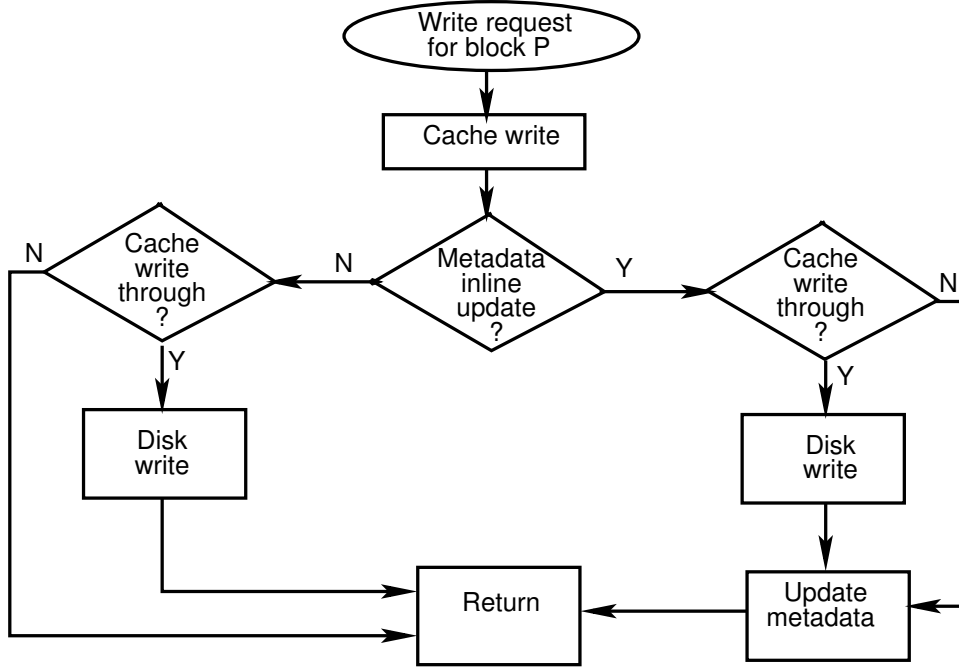 Write request
for block P
Cache write
N
Cache
write
through
?
N
Metadata
inline
update
?
Y
Cache
write
through
?
N
Y
Y
Disk
write
Disk
write
Return
Update
metadata